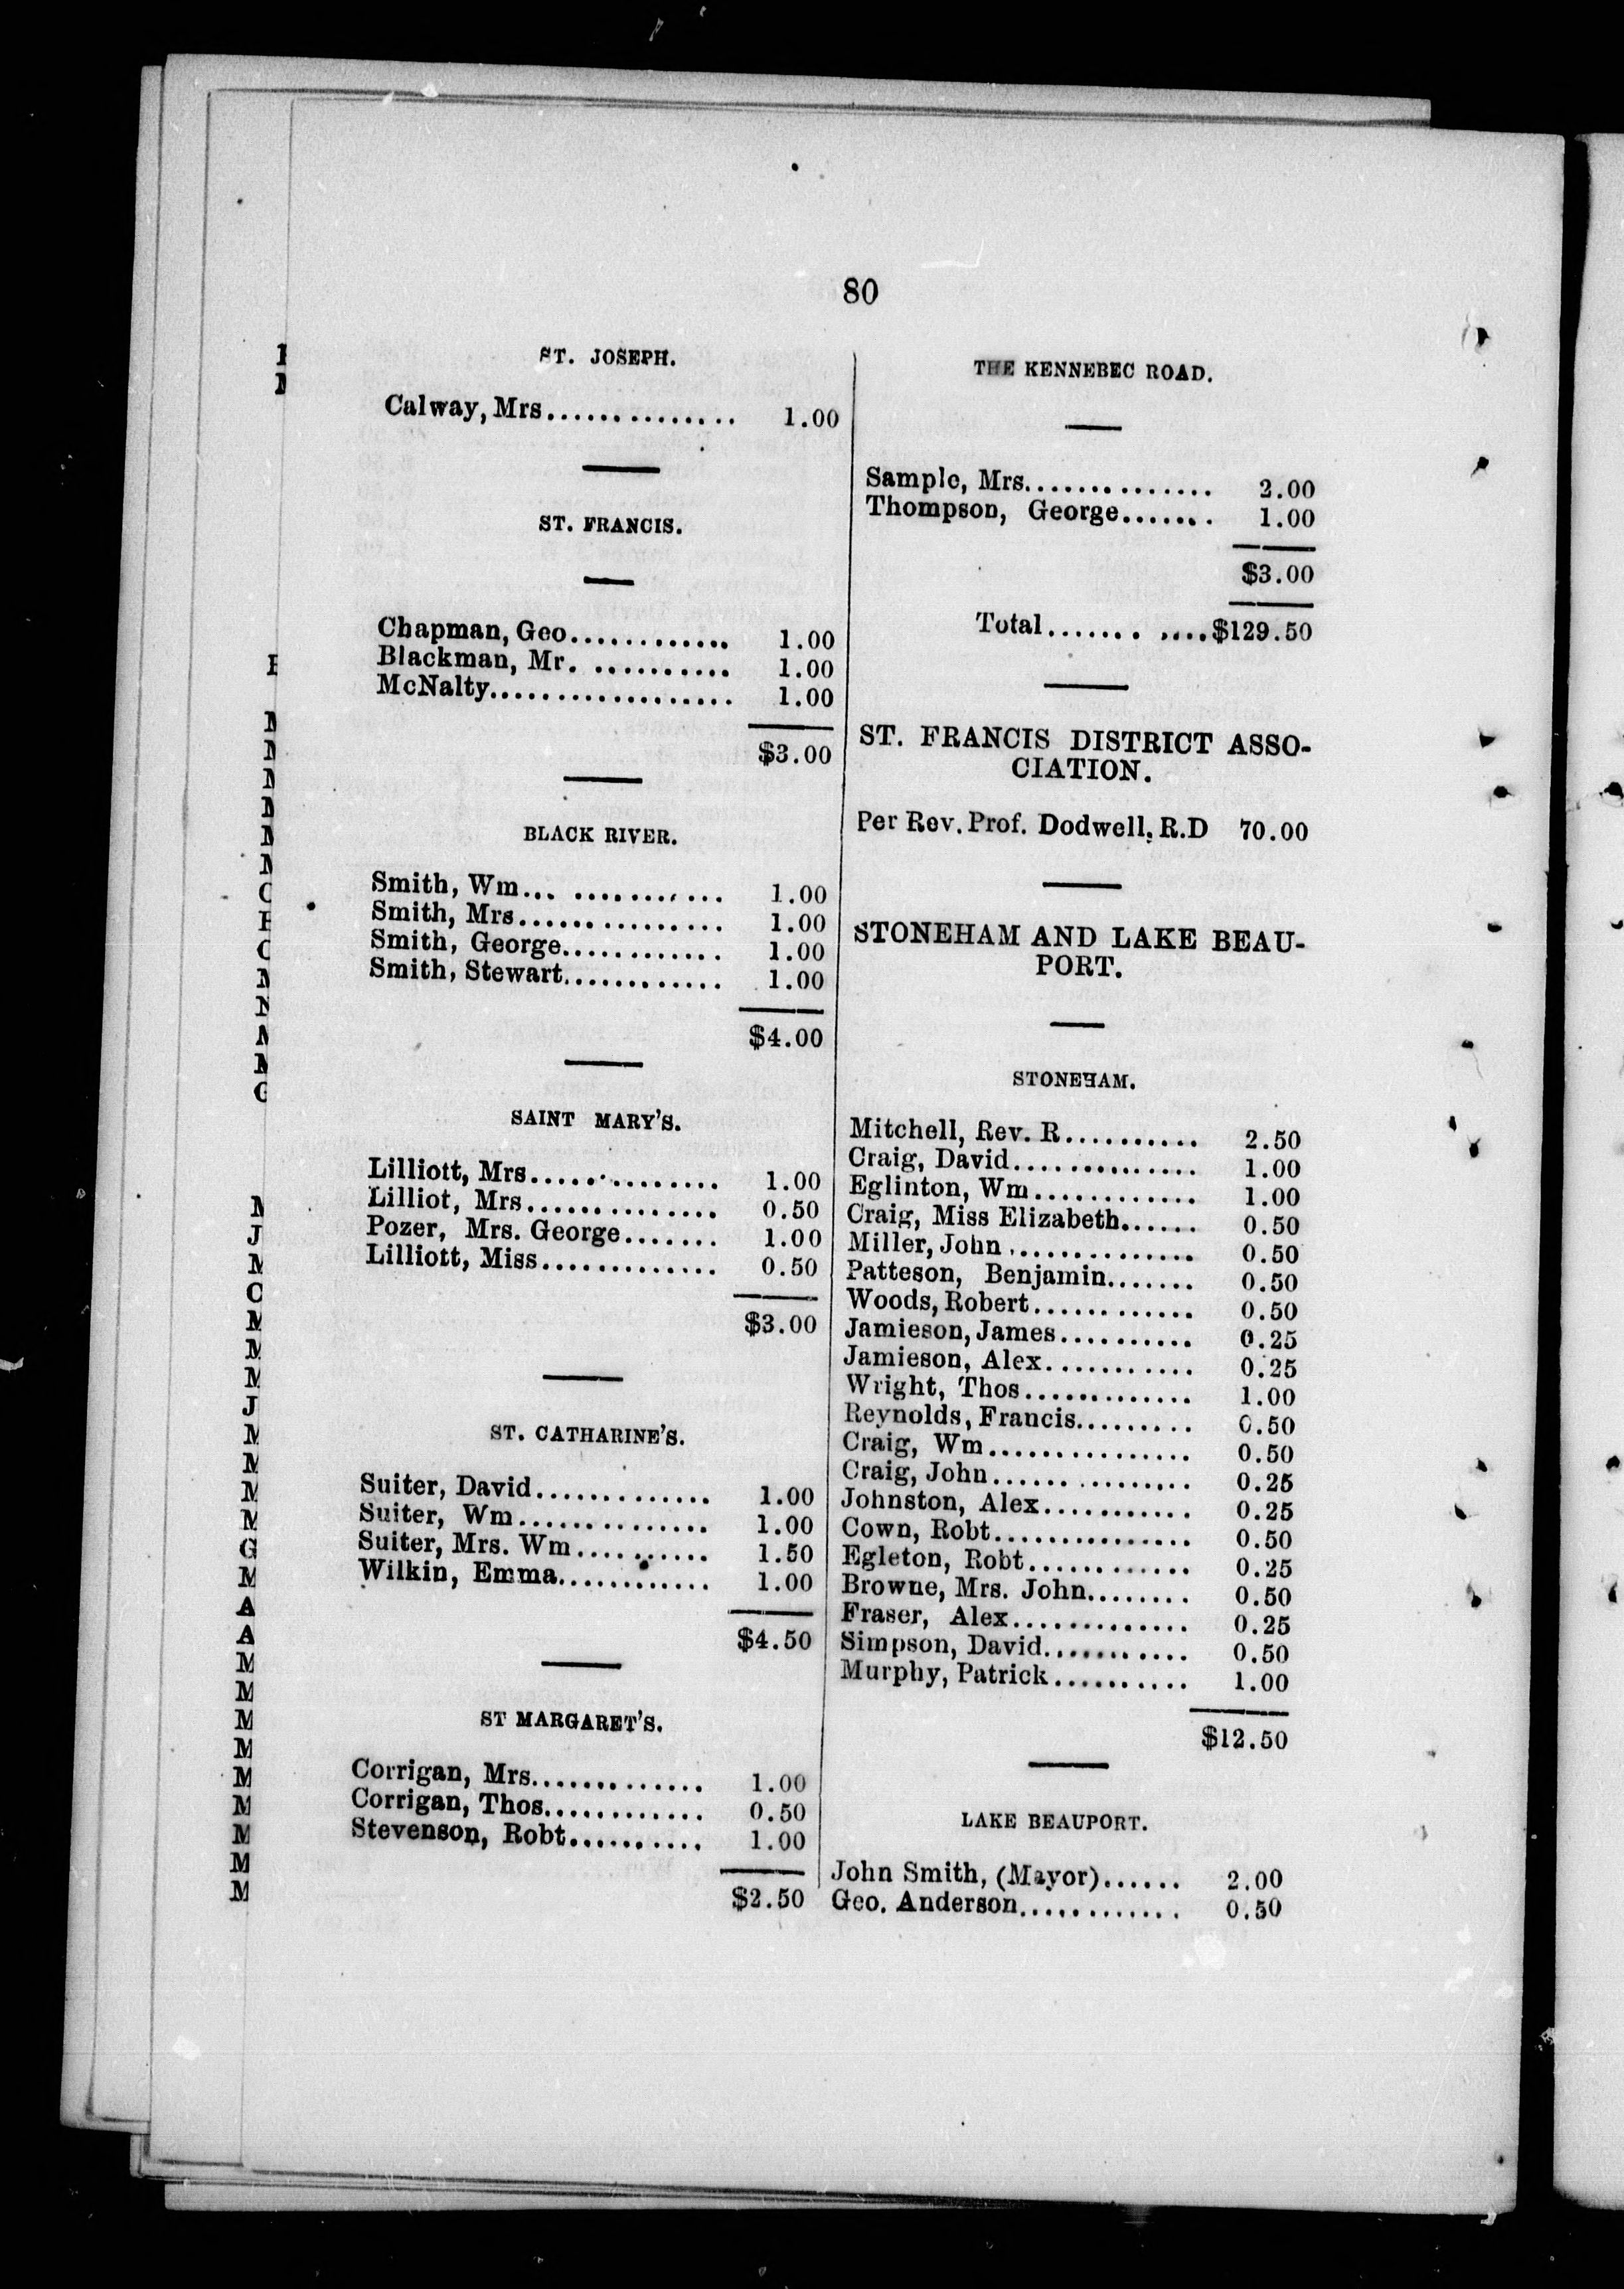 80
ST. JOSEPH.
Calway, Mrs.............. 1.00
ST. FRANCIS.
Chapman, Geo............. 1.00
Blackman, Mr. .......... 1.00
McNalty................... 1.00
$3.00
BLACK RIVER.
Smith, Wm... ........... 1.00
Smith, Mrs................ 1.00
Smith, George............ 1.00
Smith, Stewart............ 1.00
$4.00
SAINT MARY'S.
Lilliott, Mrs.............. 1.00
Lilliot, Mrs............... 0.50
Pozer, Mrs. George....... 1.00
Lilliott, Miss............. 0.50
$3.00
ST. CATHARINE'S.
Suiter, David............. 1.00
Suiter, Wm............... 1.00
Suiter, Mrs. Wm.......... 1.50
Wilkin, Emma............ 1.00
$4.50
ST MARGARET'S.
Corrigan, Mrs............. 1.00
Corrigan, Thos............ 0.50
Stevenson, Robt.......... 1.00
$2.50
THE KENNEBEC ROAD.
Sample, Mrs.............. 2.00
Thompson, George....... 1.00
$3.00
Total....... ....$129.50
ST. FRANCIS DISTRICT ASSO-
CIATION.
Per Rev. Prof. Dodwell, R.D 70.00
STONEHAM AND LAKE BEAU-
PORT.
STONEHAM.
Mitchell, Rev. R.......... 2.50
Craig, David.............. 1.00
Eglinton, Wm............. 1.00
Craig, Miss Elizabeth...... 0.50
Miller, John .............. 0.50
Patteson, Benjamin....... 0.50
Woods, Robert............ 0.50
Jamieson, James.......... 0.25
Jamieson, Alex........... 0.25
Wright, Thos............. 1.00
Reynolds, Francis......... 0.50
Craig, Wm................ 0.50
Craig, John................ 0.25
Johnston, Alex........... 0.25
Cown, Robt............... 0.50
Egleton, Robt............ 0.25
Browne, Mrs. John........ 0.50
Fraser, Alex............. 0.25
Simpson, David........... 0.50
Murphy, Patrick.......... 1.00
$12.50
LAKE BEAUPORT.
John Smith, (Mayor)...... 2.00
Geo. Anderson............ 0.50